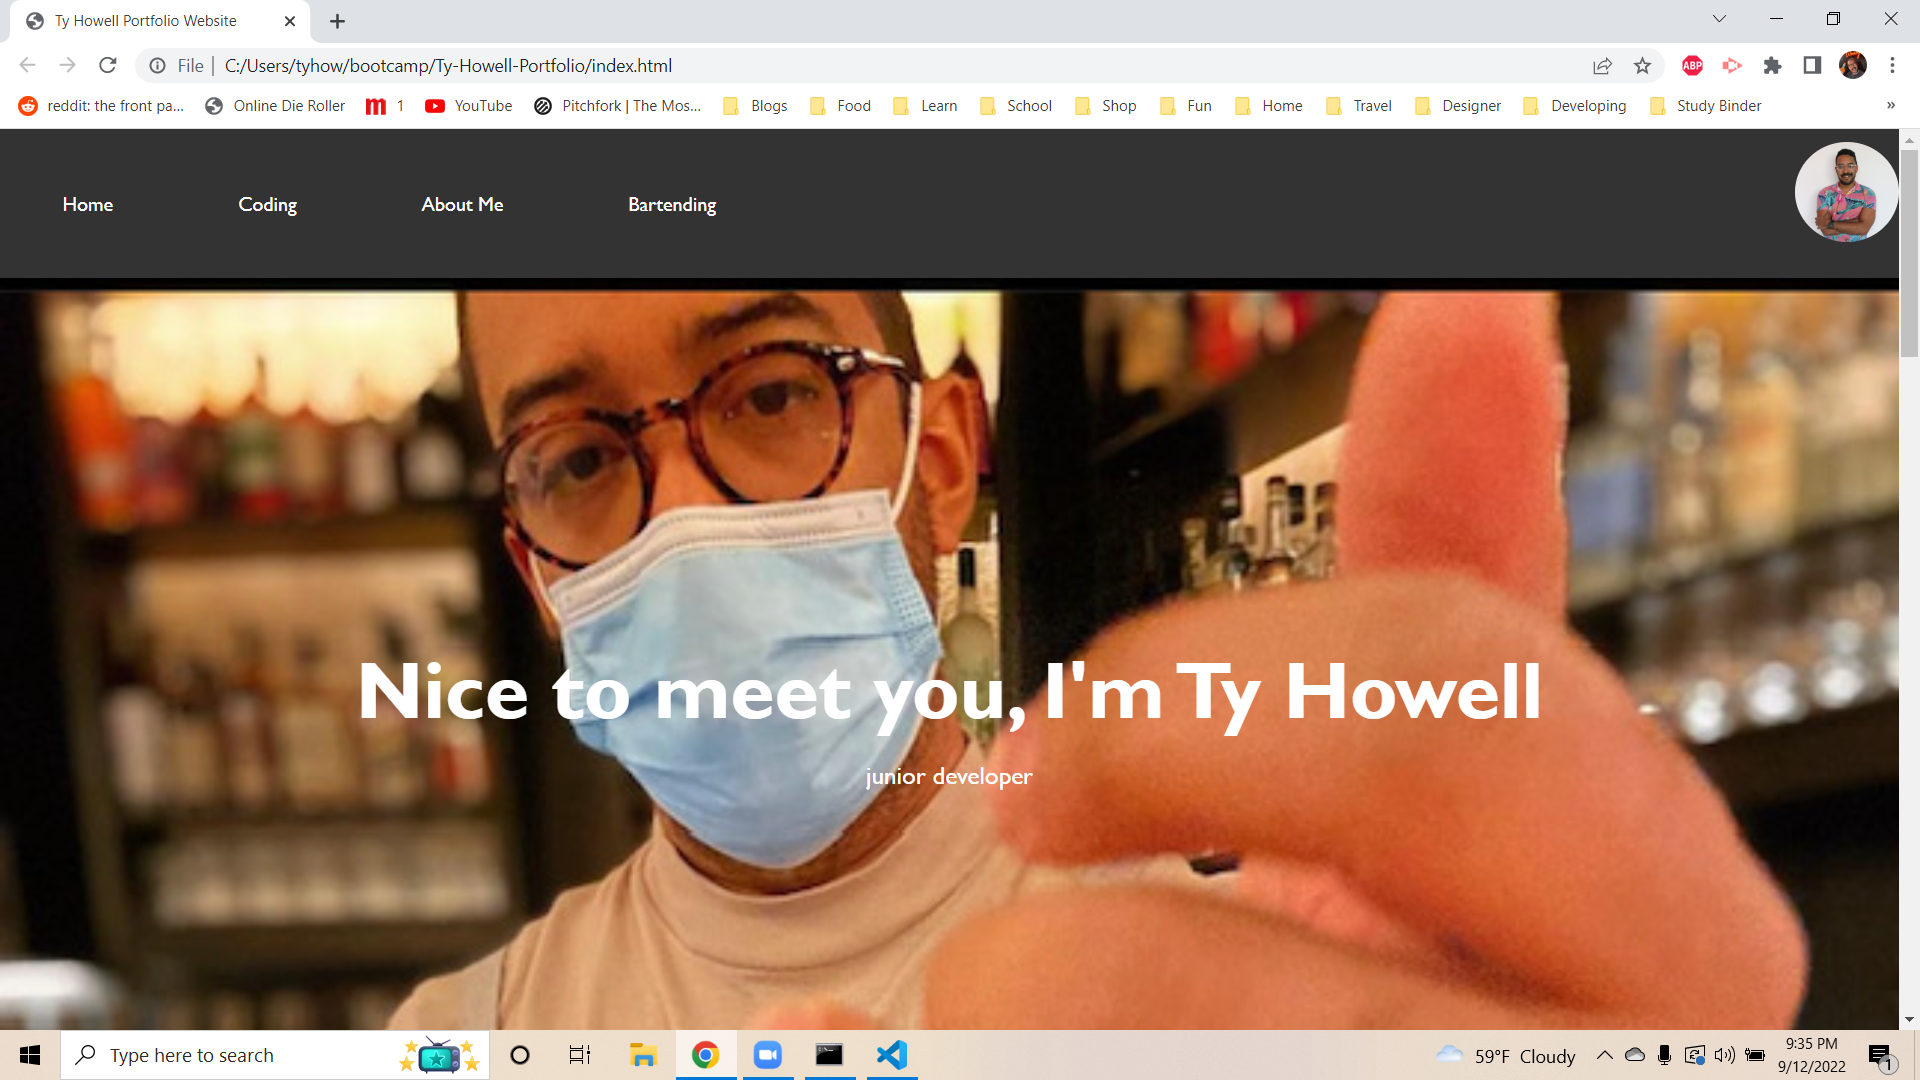 Ty Howell Portfolio Website
File | C:/Users/tyhow/bootcamp/Ty-Howell-Portfolio/index.html
ABP
reddit: the front pa... Online Die Roller 1 YouTube Pitchfork | The Mos... Blogs Food Learn School Shop Fun Home Travel Designer Developing Study Binder »
Home Coding About Me Bartending
Nice to meet you, I'm Ty Howell
junior developer
Type here to search
59°F Cloudy
9:35 PM
9/12/2022
1